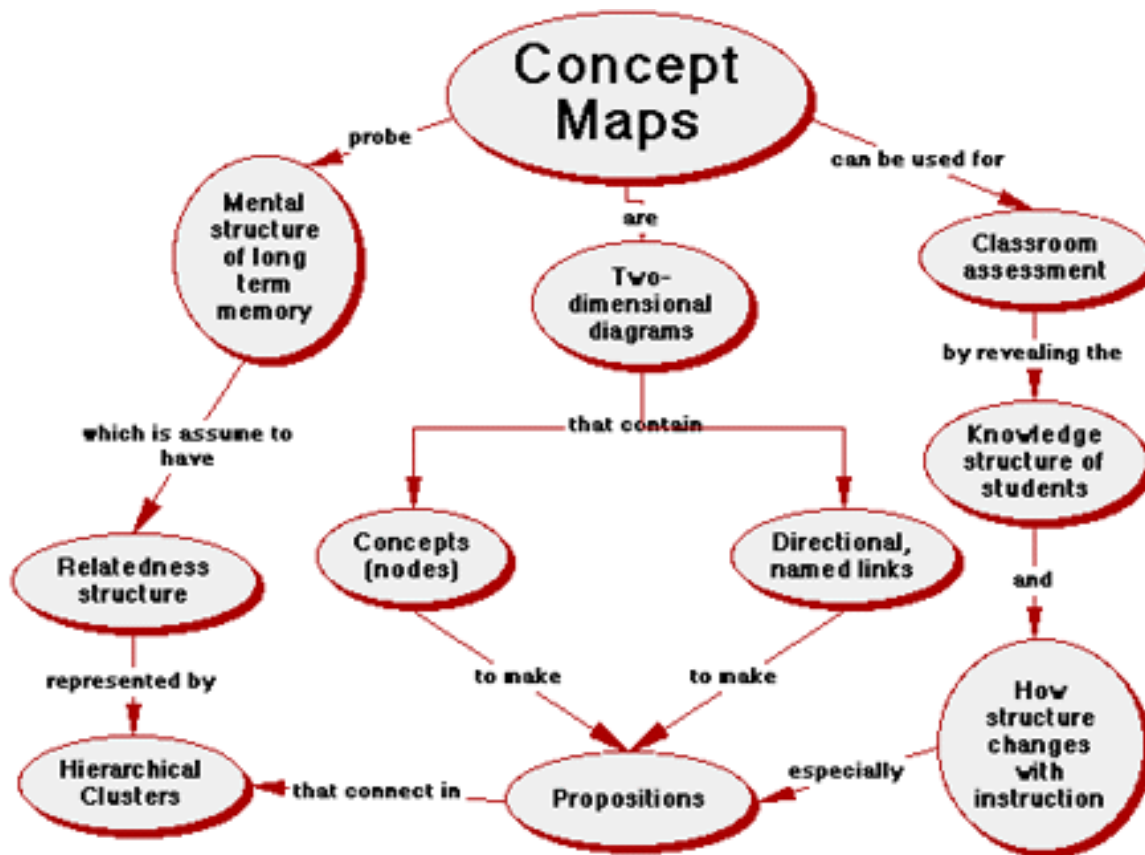 Concept
Maps
probe
can be used for
are
Mental
structure
of long
term
memory
Two-
dimensional
diagrams
Classroom
assessment
by revealing the
which is assume to
have
that contain
Knowledge
structure of
students
Concepts
(nodes)
Directional,
named links
Relatedness
structure
and
represented by
to make
to make
How
structure
changes
with
instruction
Hierarchical
Clusters
that connect in
Propositions
especially